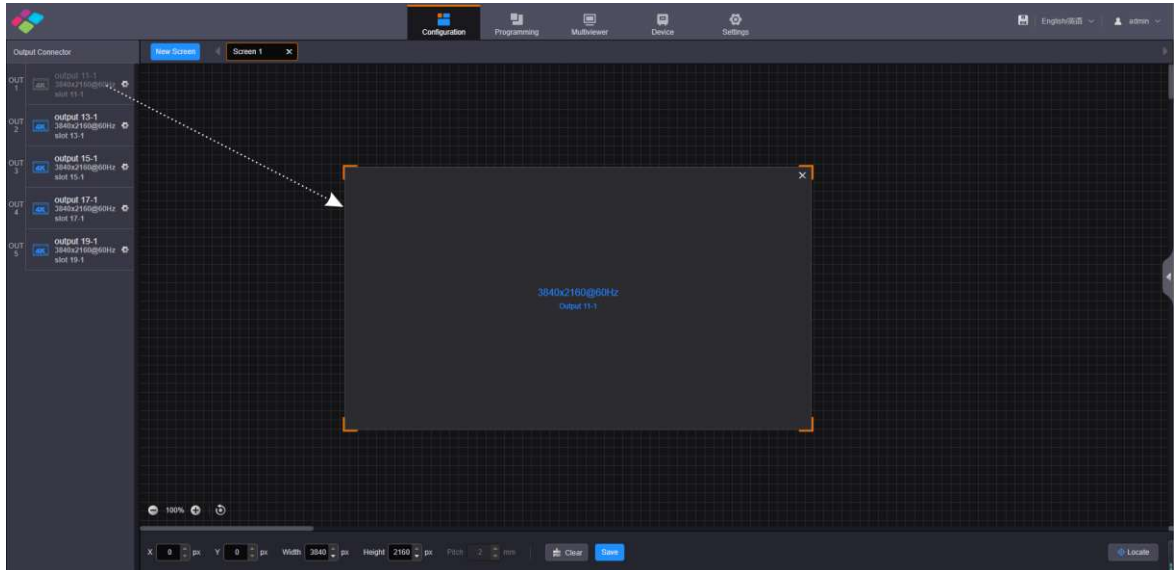 Configuration
Programming
Multiviewer
Device
Settings
English/英语
admin
Output Connector
New Screen
Screen 1
OUT 1
output 11-1
3840x2160@60Hz
slot 11-1
OUT 2
output 13-1
3840x2160@60Hz
slot 13-1
OUT 3
output 15-1
3840x2160@60Hz
slot 15-1
OUT 4
output 17-1
3840x2160@60Hz
slot 17-1
OUT 5
output 19-1
3840x2160@60Hz
slot 19-1
3840x2160@60Hz
Output 11-1
100%
X 0 px Y 0 px Width 3840 px Height 2160 px Pitch 2 mm Clear Save Locate